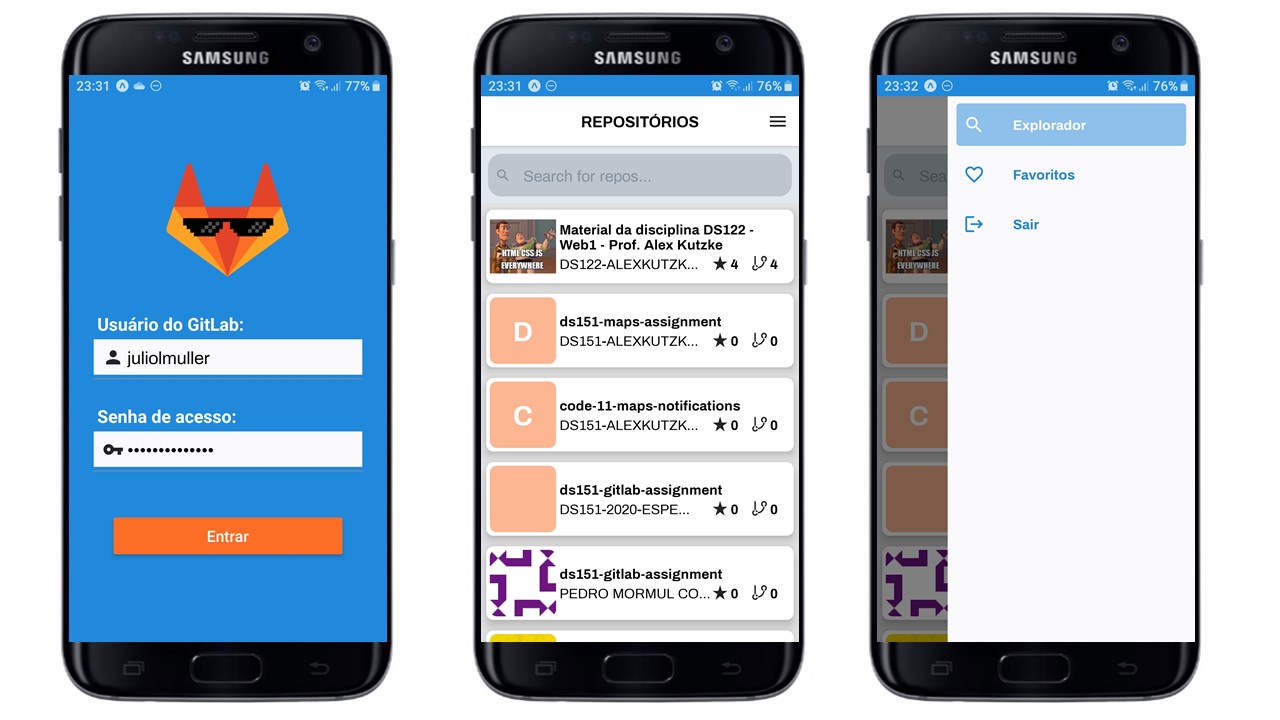 SAMSUNG
23:31
77%
Usuário do GitLab:
juliolmuller
Senha de acesso:
••••••••••••••
Entrar
SAMSUNG
23:31
76%
REPOSITÓRIOS
Search for repos...
HTML CSS JS
EVERYWHERE
Material da disciplina DS122 -
Web1 - Prof. Alex Kutzke
DS122-ALEXKUTZK... 4 4
D
ds151-maps-assignment
DS151-ALEXKUTZK... 0 0
C
code-11-maps-notifications
DS151-ALEXKUTZK... 0 0
ds151-gitlab-assignment
DS151-2020-ESPE... 0 0
ds151-gitlab-assignment
PEDRO MORMUL CO... 0 0
SAMSUNG
23:32
76%
Sea
HTML CSS JS
EVERYWHERE
D
C
Explorador
Favoritos
Sair